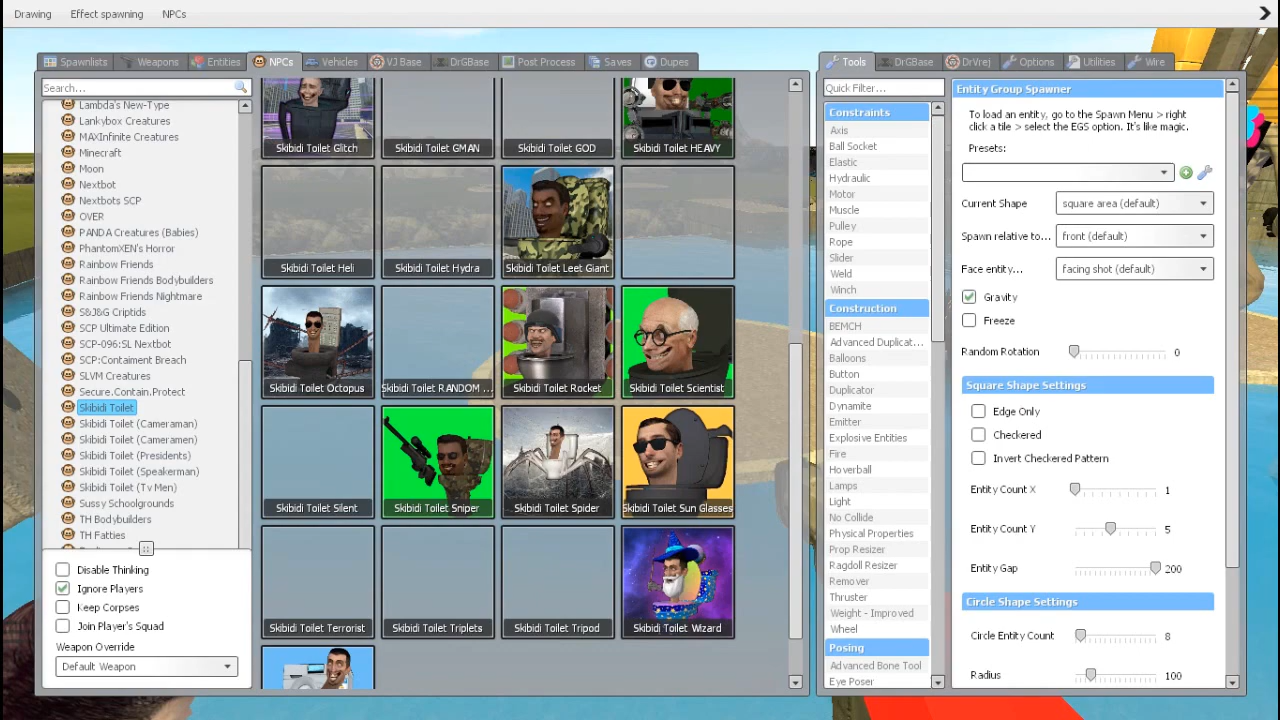 Drawing Effect spawning NPCs
Spawnlists Weapons Entities NPCs Vehicles VJ Base DrGBase Post Process Saves Dupes
Search...
Lambda's New-Type
Lankybox Creatures
MAXInfinite Creatures
Minecraft
Moon
Nextbot
Nextbots SCP
OVER
PANDA Creatures (Babies)
PhantomXEN's Horror
Rainbow Friends
Rainbow Friends Bodybuilders
Rainbow Friends Nightmare
S&J&G Criptids
SCP Ultimate Edition
SCP-096:SL Nextbot
SCP:Contaiment Breach
SLVM Creatures
Secure.Contain.Protect
Skibidi Toilet
Skibidi Toilet (Cameraman)
Skibidi Toilet (Cameramen)
Skibidi Toilet (Presidents)
Skibidi Toilet (Speakerman)
Skibidi Toilet (Tv Men)
Sussy Schoolgrounds
TH Bodybuilders
TH Fatties
Disable Thinking
Ignore Players
Keep Corpses
Join Player's Squad
Weapon Override
Default Weapon
Skibidi Toilet Glitch Skibidi Toilet GMAN Skibidi Toilet GOD Skibidi Toilet HEAVY
Skibidi Toilet Heli Skibidi Toilet Hydra Skibidi Toilet Leet Giant
Skibidi Toilet Octopus Skibidi Toilet RANDOM ... Skibidi Toilet Rocket Skibidi Toilet Scientist
Skibidi Toilet Silent Skibidi Toilet Sniper Skibidi Toilet Spider Skibidi Toilet Sun Glasses
Skibidi Toilet Terrorist Skibidi Toilet Triplets Skibidi Toilet Tripod Skibidi Toilet Wizard
Tools DrGBase DrVrej Options Utilities Wire
Quick Filter...
Constraints
Axis
Ball Socket
Elastic
Hydraulic
Motor
Muscle
Pulley
Rope
Slider
Weld
Winch
Construction
BEMCH
Advanced Duplicat...
Balloons
Button
Duplicator
Dynamite
Emitter
Explosive Entities
Fire
Hoverball
Lamps
Light
No Collide
Physical Properties
Prop Resizer
Ragdoll Resizer
Remover
Thruster
Weight - Improved
Wheel
Posing
Advanced Bone Tool
Eye Poser
Entity Group Spawner
To load an entity, go to the Spawn Menu > right
click a tile > select the EGS option. It's like magic.
Presets:
Current Shape square area (default)
Spawn relative to... front (default)
Face entity... facing shot (default)
Gravity
Freeze
Random Rotation 0
Square Shape Settings
Edge Only
Checkered
Invert Checkered Pattern
Entity Count X 1
Entity Count Y 5
Entity Gap 200
Circle Shape Settings
Circle Entity Count 8
Radius 100